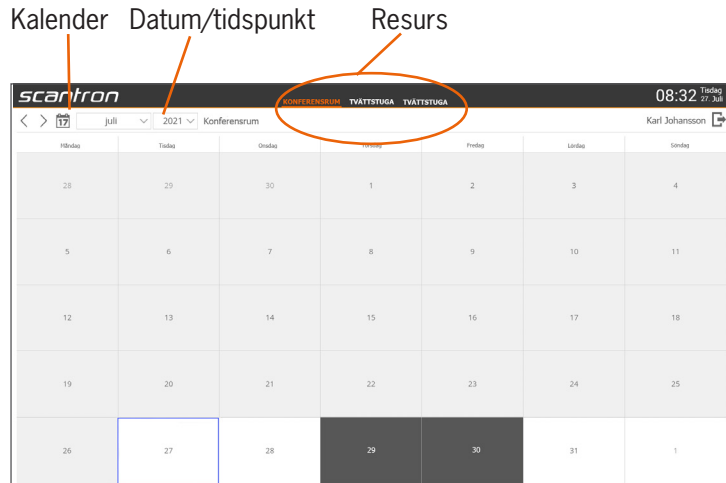 Kalender Datum/tidspunkt Resurs
scantron KONFERENSRUM TVÄTTSTUGA TVÄTTSTUGA 08:32 Tisdag 27. Juli
17 juli 2021 Konferensrum Karl Johansson
Måndag Tisdag Onsdag Torsdag Fredag Lördag Söndag
28 29 30 1 2 3 4
5 6 7 8 9 10 11
12 13 14 15 16 17 18
19 20 21 22 23 24 25
26 27 28 29 30 31 1